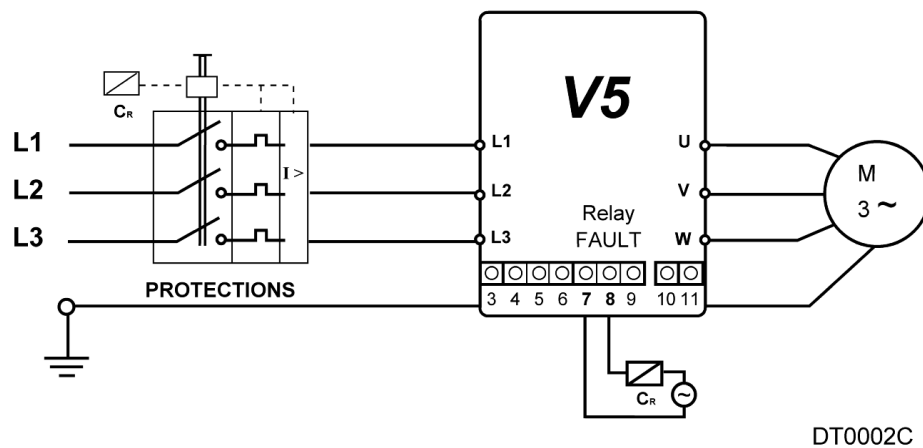 V5
CR
L1
L1
U
I >
M
L2
L2
V
3 ~
Relay
L3
L3
FAULT
W
PROTECTIONS
3 4 5 6 7 8 9 10 11
CR
~
DT0002C